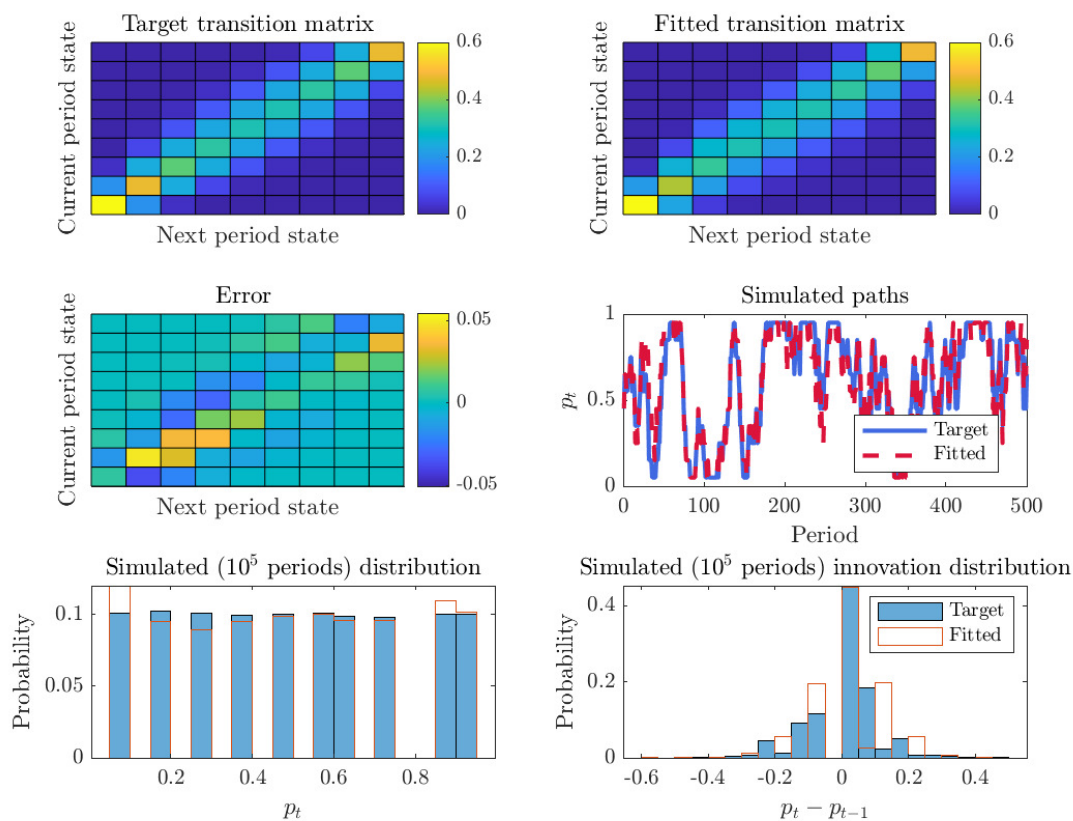 Target transition matrix
Current period state
Next period state
0.6
0.4
0.2
0
Fitted transition matrix
Current period state
Next period state
0.6
0.4
0.2
0
Error
Current period state
Next period state
0.05
0
-0.05
Simulated paths
p_t
1
0.5
0
0 100 200 300 400 500
Period
Target
Fitted
Simulated (10^5 periods) distribution
Probability
0.1
0.05
0
0.2 0.4 0.6 0.8
p_t
Simulated (10^5 periods) innovation distribution
Probability
0.4
0.2
0
-0.6 -0.4 -0.2 0 0.2 0.4
p_t − p_{t−1}
Target
Fitted